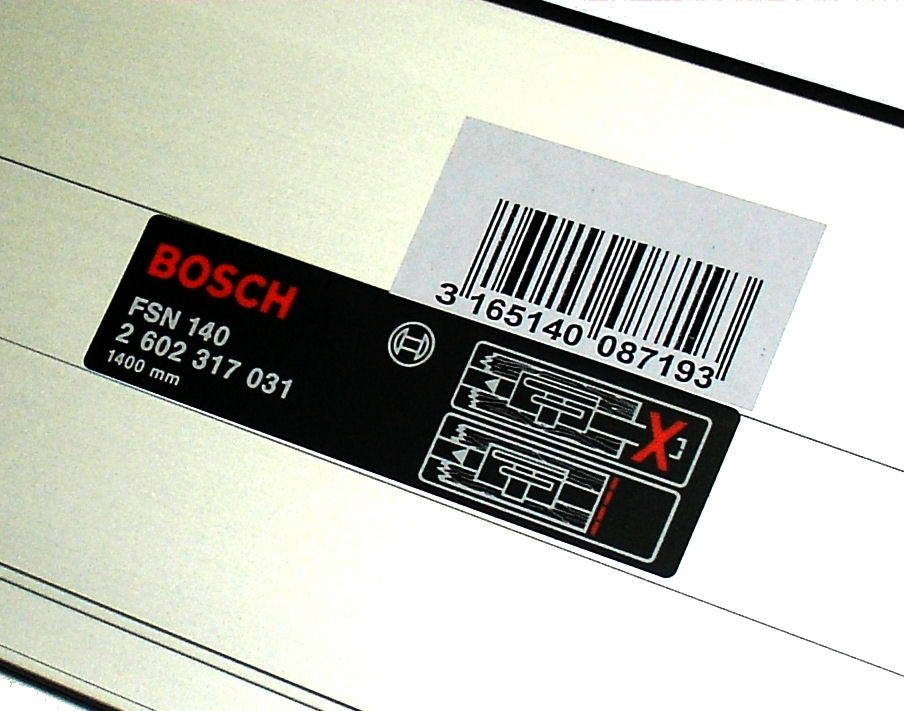 3 165140 087193
BOSCH
FSN 140
2 602 317 031
1400 mm
X